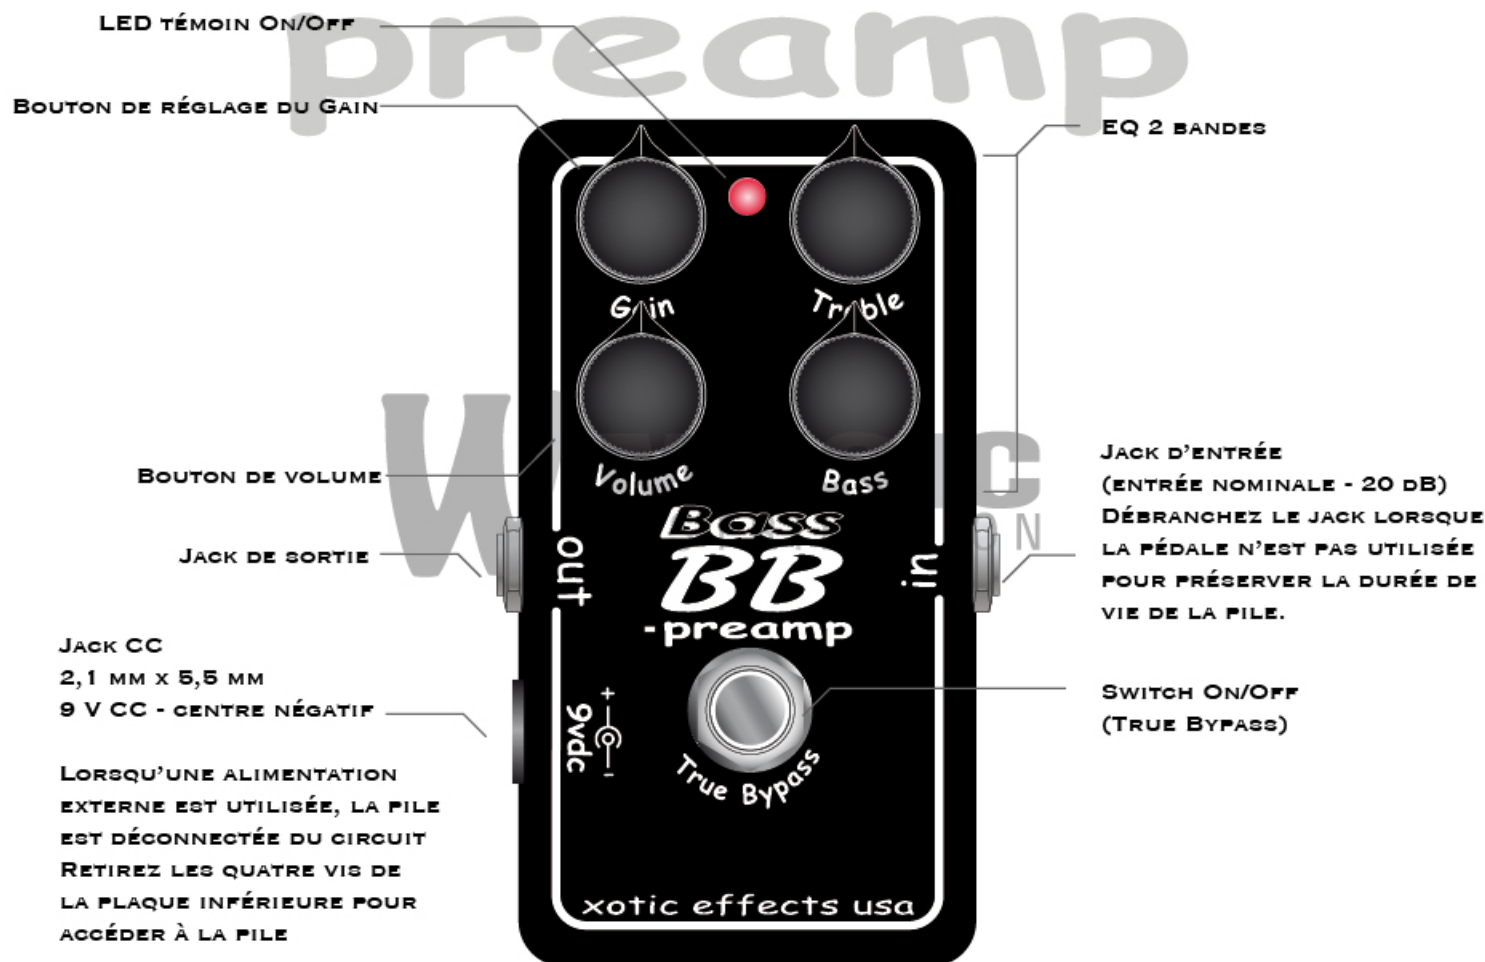 preamp
LED témoin On/Off
Bouton de réglage du Gain
EQ 2 bandes
Gain
Treble
Volume
Bass
Bouton de volume
Jack d'entrée
(entrée nominale - 20 dB)
Débranchez le jack lorsque
la pédale n'est pas utilisée
pour préserver la durée de
vie de la pile.
Jack de sortie
out
in
Bass
BB
-preamp
Jack CC
2,1 mm x 5,5 mm
9 V CC - centre négatif
+
9vdc
-
True Bypass
Switch On/Off
(True Bypass)
Lorsqu'une alimentation
externe est utilisée, la pile
est déconnectée du circuit
Retirez les quatre vis de
la plaque inférieure pour
accéder à la pile
xotic effects usa